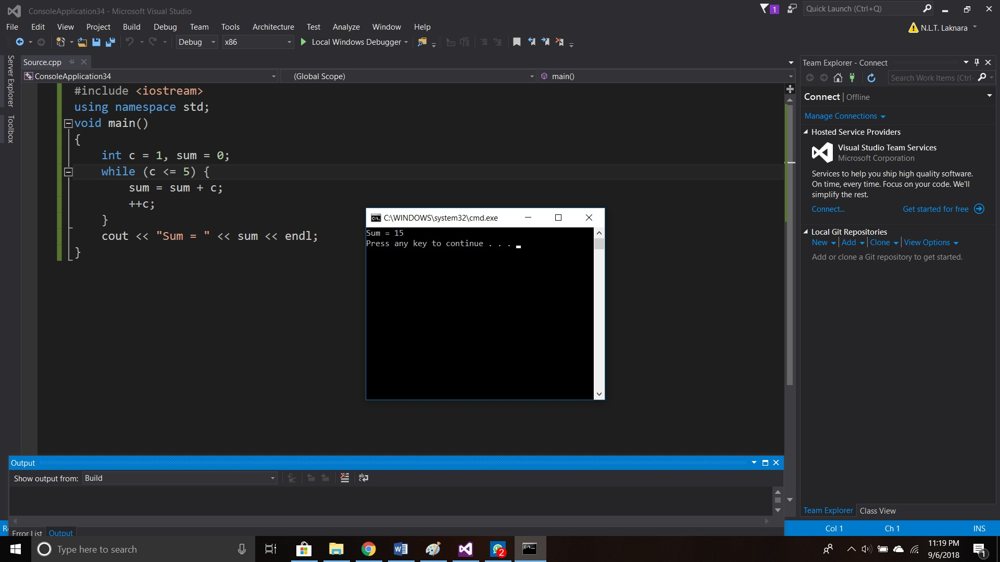 ConsoleApplication34 - Microsoft Visual Studio
1
Quick Launch (Ctrl+Q)
File Edit View Project Build Debug Team Tools Architecture Test Analyze Window Help
N.L.T. Laknara
Debug x86 Local Windows Debugger
Server Explorer
Toolbox
Source.cpp
ConsoleApplication34 (Global Scope) main()
#include <iostream>
using namespace std;
void main()
{
int c = 1, sum = 0;
while (c <= 5) {
sum = sum + c;
++c;
}
cout << "Sum = " << sum << endl;
}
C:\WINDOWS\system32\cmd.exe
Sum = 15
Press any key to continue . . .
Team Explorer - Connect
Search Work Items (Ctrl-
Connect | Offline
Manage Connections
Hosted Service Providers
Visual Studio Team Services
Microsoft Corporation
Services to help you ship high quality software.
On time, every time. Focus on your code. We'll
simplify the rest.
Connect... Get started for free
Local Git Repositories
New | Add | Clone | View Options
Add or clone a Git repository to get started.
Team Explorer Class View
Output
Show output from: Build
Error List Output
Col 1 Ch 1 INS
Type here to search
2
11:19 PM
9/6/2018
1